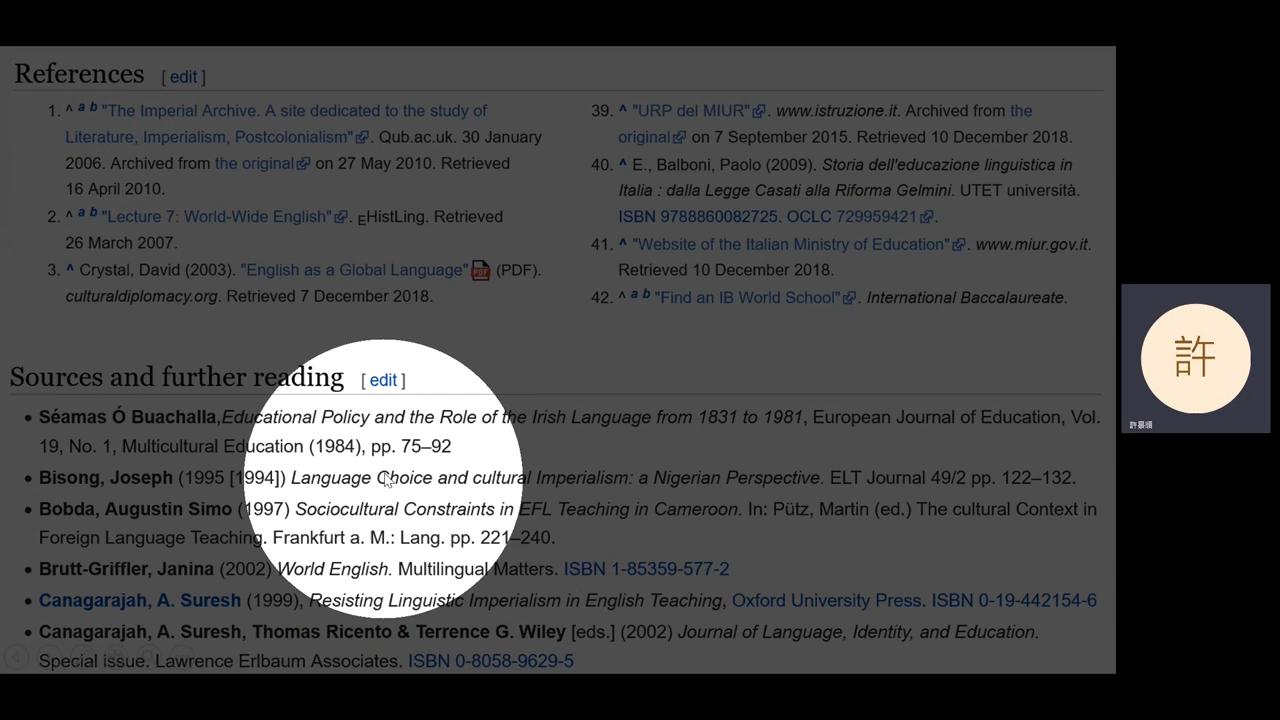 References [ edit ]
1. ^ a b "The Imperial Archive. A site dedicated to the study of
Literature, Imperialism, Postcolonialism". Qub.ac.uk. 30 January
2006. Archived from the original on 27 May 2010. Retrieved
16 April 2010.
2. ^ a b "Lecture 7: World-Wide English". EHistLing. Retrieved
26 March 2007.
3. ^ Crystal, David (2003). "English as a Global Language" (PDF).
culturaldiplomacy.org. Retrieved 7 December 2018.
39. ^ "URP del MIUR". www.istruzione.it. Archived from the
original on 7 September 2015. Retrieved 10 December 2018.
40. ^ E., Balboni, Paolo (2009). Storia dell'educazione linguistica in
Italia : dalla Legge Casati alla Riforma Gelmini. UTET università.
ISBN 9788860082725. OCLC 729959421.
41. ^ "Website of the Italian Ministry of Education". www.miur.gov.it.
Retrieved 10 December 2018.
42. ^ a b "Find an IB World School". International Baccalaureate.
Sources and further reading [ edit ]
• Séamas Ó Buachalla,Educational Policy and the Role of the Irish Language from 1831 to 1981, European Journal of Education, Vol.
19, No. 1, Multicultural Education (1984), pp. 75–92
• Bisong, Joseph (1995 [1994]) Language Choice and cultural Imperialism: a Nigerian Perspective. ELT Journal 49/2 pp. 122–132.
• Bobda, Augustin Simo (1997) Sociocultural Constraints in EFL Teaching in Cameroon. In: Pütz, Martin (ed.) The cultural Context in
Foreign Language Teaching. Frankfurt a. M.: Lang. pp. 221–240.
• Brutt-Griffler, Janina (2002) World English. Multilingual Matters. ISBN 1-85359-577-2
• Canagarajah, A. Suresh (1999), Resisting Linguistic Imperialism in English Teaching, Oxford University Press. ISBN 0-19-442154-6
• Canagarajah, A. Suresh, Thomas Ricento & Terrence G. Wiley [eds.] (2002) Journal of Language, Identity, and Education.
Special issue. Lawrence Erlbaum Associates. ISBN 0-8058-9629-5
許
許景順